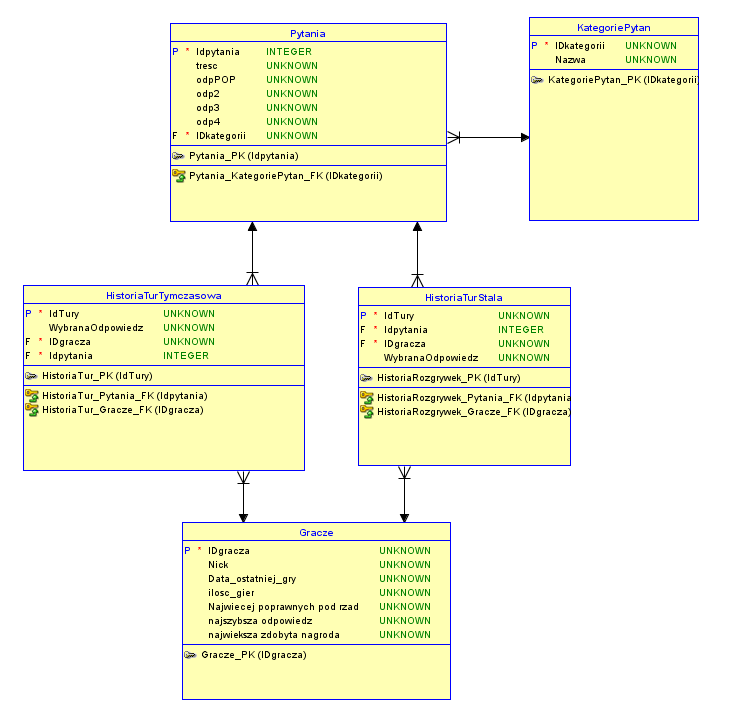 Pytania
P * Idpytania INTEGER
tresc UNKNOWN
odpPOP UNKNOWN
odp2 UNKNOWN
odp3 UNKNOWN
odp4 UNKNOWN
F * IDkategorii UNKNOWN
Pytania_PK (Idpytania)
Pytania_KategoriePytan_FK (IDkategorii)
KategoriePytan
P * IDkategorii UNKNOWN
Nazwa UNKNOWN
KategoriePytan_PK (IDkategorii)
HistoriaTurTymczasowa
P * IdTury UNKNOWN
WybranaOdpowiedz UNKNOWN
F * IDgracza UNKNOWN
F * Idpytania INTEGER
HistoriaTur_PK (IdTury)
HistoriaTur_Pytania_FK (Idpytania)
HistoriaTur_Gracze_FK (IDgracza)
HistoriaTurStala
P * IdTury UNKNOWN
F * Idpytania INTEGER
F * IDgracza UNKNOWN
WybranaOdpowiedz UNKNOWN
HistoriaRozgrywek_PK (IdTury)
HistoriaRozgrywek_Pytania_FK (Idpytania
HistoriaRozgrywek_Gracze_FK (IDgracza)
Gracze
P * IDgracza UNKNOWN
Nick UNKNOWN
Data_ostatniej_gry UNKNOWN
ilosc_gier UNKNOWN
Najwiecej poprawnych pod rzad UNKNOWN
najszybsza odpowiedz UNKNOWN
najwieksza zdobyta nagroda UNKNOWN
Gracze_PK (IDgracza)